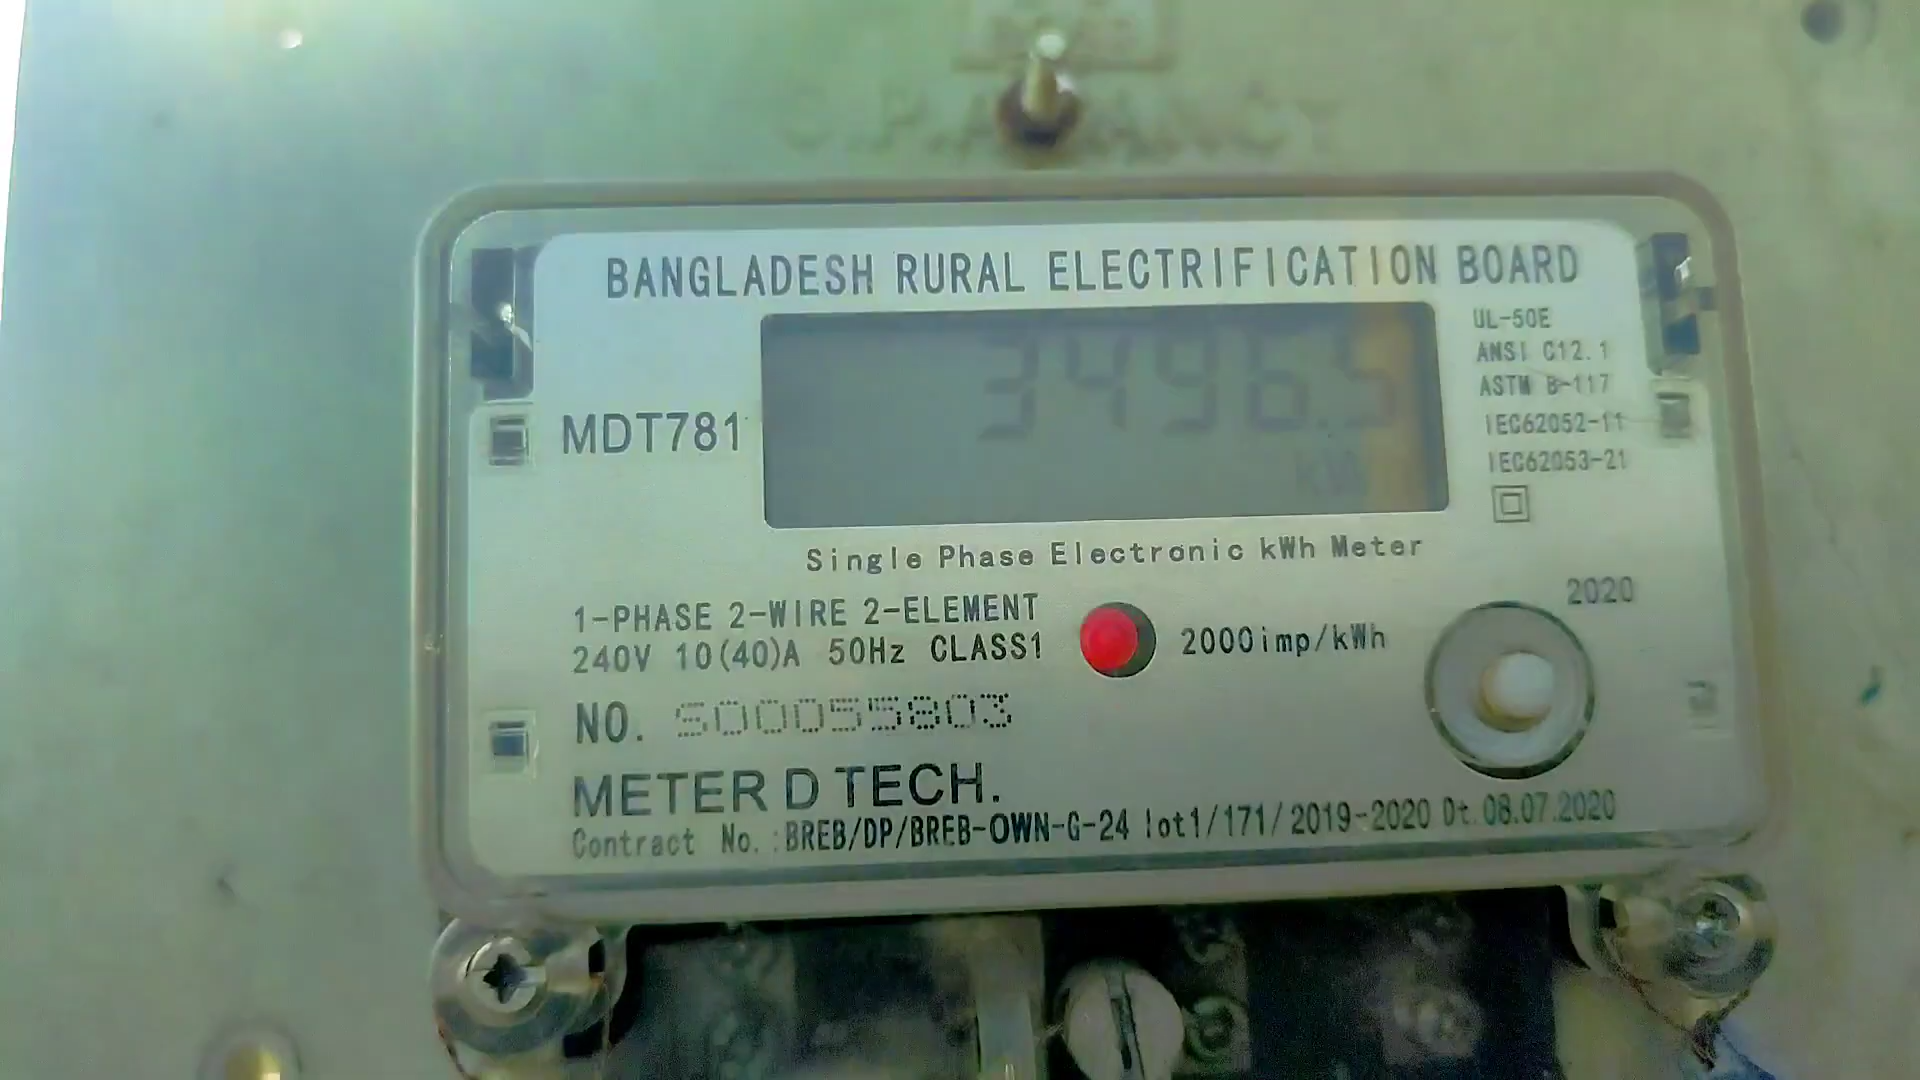 BANGLADESH RURAL ELECTRIFICATION BOARD
UL-50E
ANSI C12.1
ASTM B-117
IEC62052-11
IEC62053-21
3496.5
MDT781
Single Phase Electronic kWh Meter
2020
1-PHASE 2-WIRE 2-ELEMENT
240V 10(40)A 50Hz CLASS1
2000imp/kWh
NO. S00055803
METER D TECH.
Contract No.:BREB/DP/BREB-OWN-G-24 lot1/171/2019-2020 Dt.08.07.2020